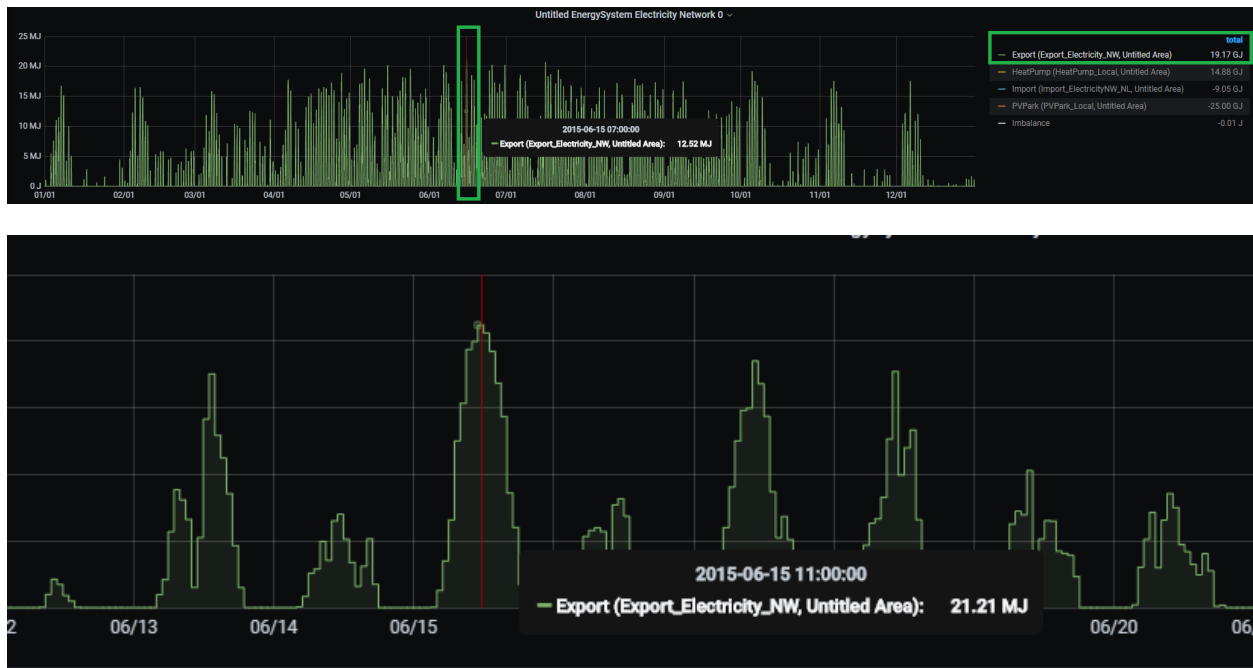 Untitled EnergySystem Electricity Network 0
25 MJ
20 MJ
15 MJ
10 MJ
5 MJ
0 J
01/01 02/01 03/01 04/01 05/01 06/01 07/01 08/01 09/01 10/01 11/01 12/01
2015-06-15 07:00:00
Export (Export_Electricity_NW, Untitled Area): 12.52 MJ
total
Export (Export_Electricity_NW, Untitled Area) 19.17 GJ
HeatPump (HeatPump_Local, Untitled Area) 14.88 GJ
Import (Import_ElectricityNW_NL, Untitled Area) -9.05 GJ
PVPark (PVPark_Local, Untitled Area) -25.00 GJ
Imbalance -0.01 J
2015-06-15 11:00:00
Export (Export_Electricity_NW, Untitled Area): 21.21 MJ
2 06/13 06/14 06/15 06/20 06/